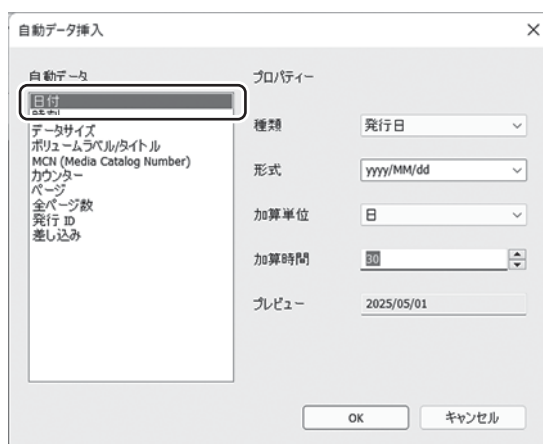 自動データ挿入
自動データ
日付
時刻
データサイズ
ボリュームラベル/タイトル
MCN (Media Catalog Number)
カウンター
ページ
全ページ数
発行 ID
差し込み
プロパティー
種類 発行日
形式 yyyy/MM/dd
加算単位 日
加算時間 30
プレビュー 2025/05/01
OK キャンセル